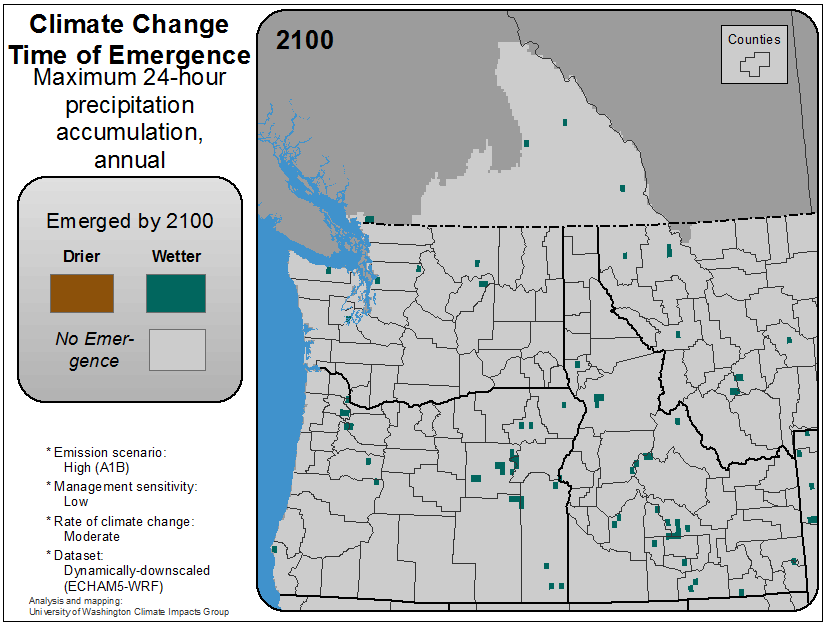 Climate Change
Time of Emergence
Maximum 24-hour
precipitation
accumulation,
annual
Emerged by 2100
Drier Wetter
No Emer-
gence
* Emission scenario:
High (A1B)
* Management sensitivity:
Low
* Rate of climate change:
Moderate
* Dataset:
Dynamically-downscaled
(ECHAM5-WRF)
Analysis and mapping:
University of Washington Climate Impacts Group
2100
Counties